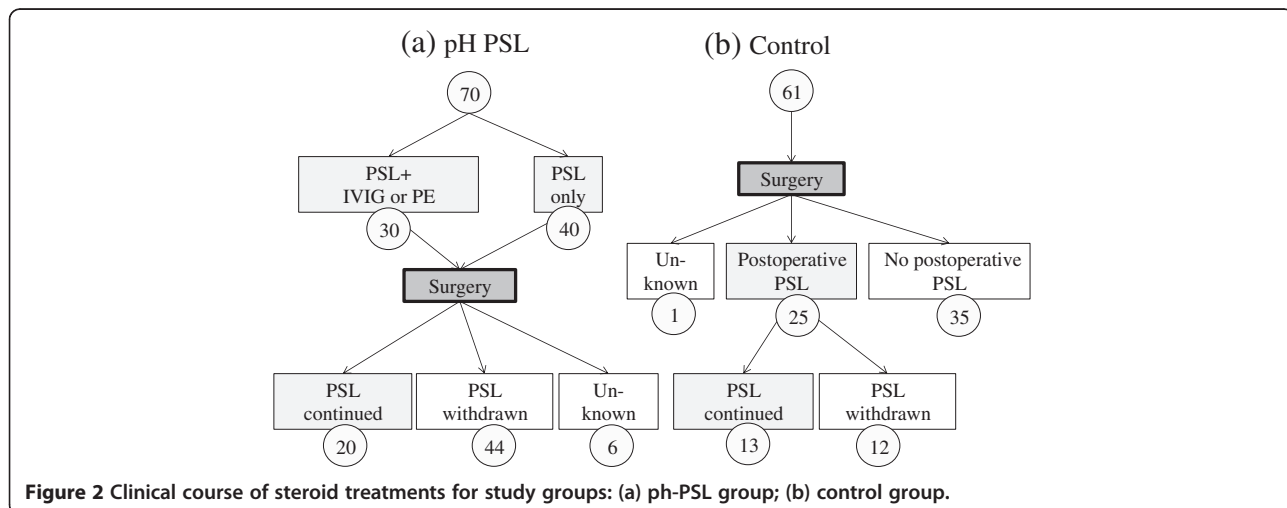 (a) pH PSL
70
PSL+
IVIG or PE
30
PSL
only
40
Surgery
PSL
continued
20
PSL
withdrawn
44
Un-
known
6
(b) Control
61
Surgery
Un-
known
1
Postoperative
PSL
25
No postoperative
PSL
35
PSL
continued
13
PSL
withdrawn
12
Figure 2 Clinical course of steroid treatments for study groups: (a) ph-PSL group; (b) control group.